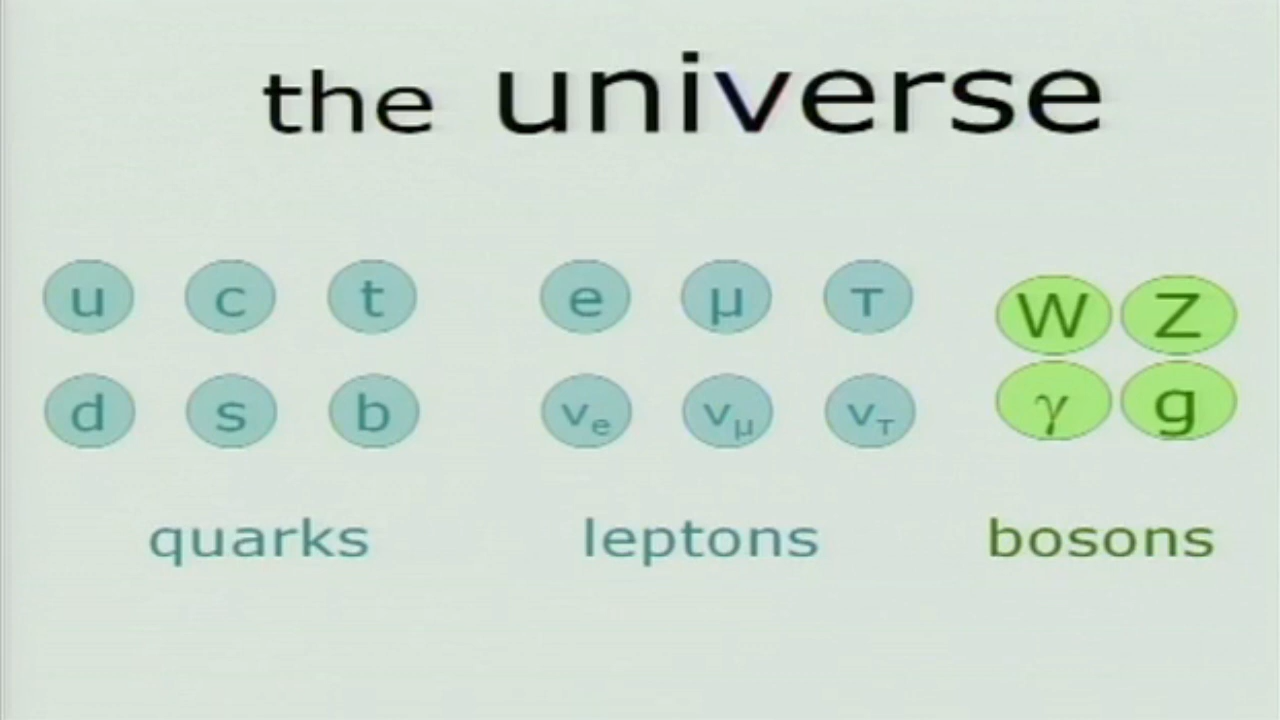 the universe
u c t e μ τ W Z
d s b νe νμ ντ γ g
quarks leptons bosons